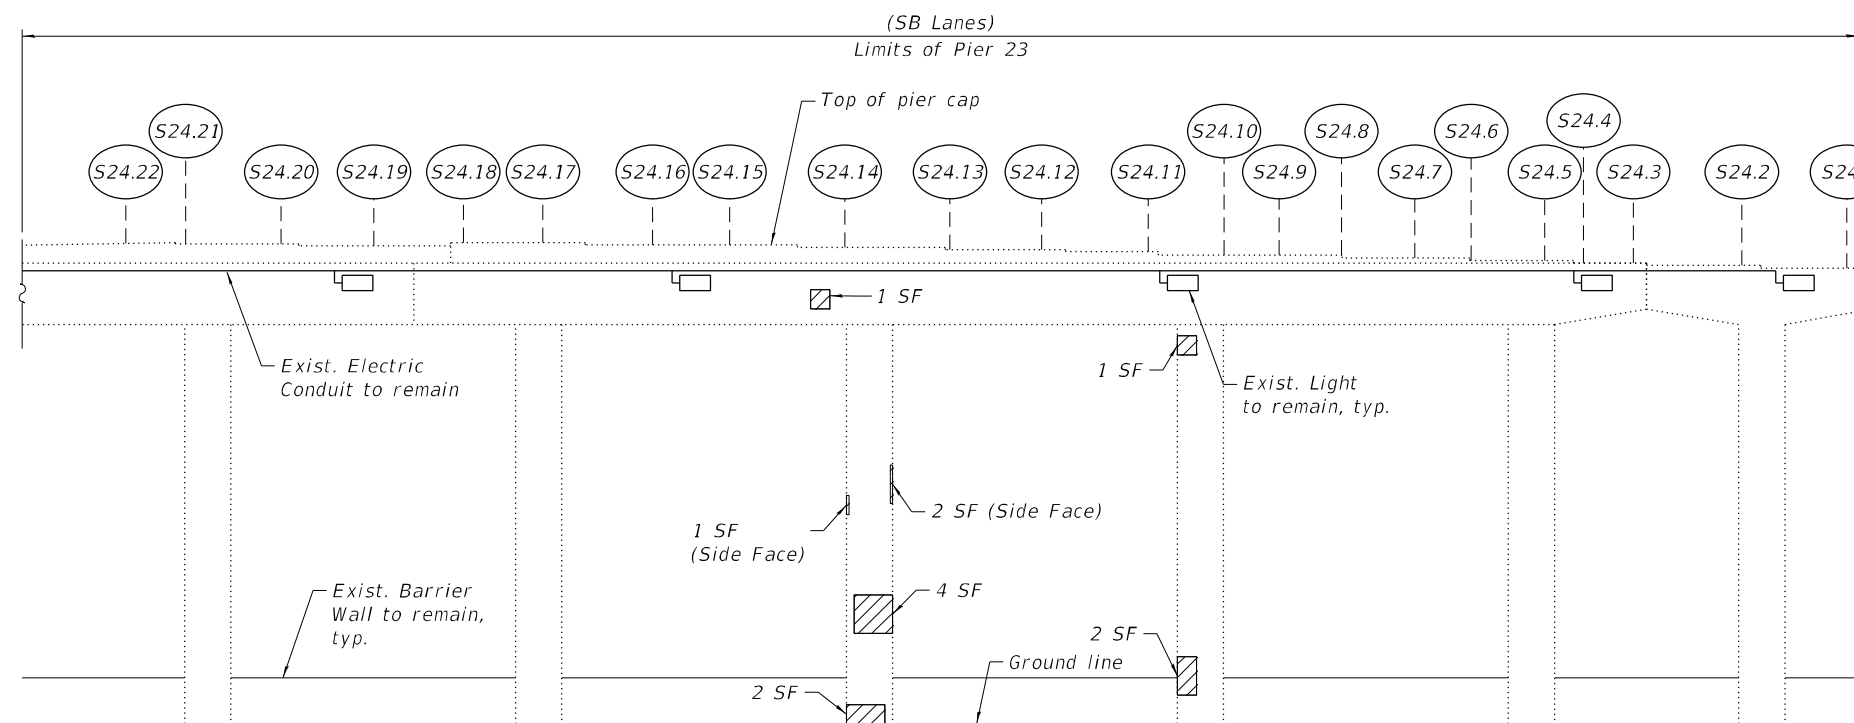 (SB Lanes)
Limits of Pier 23
Top of pier cap
S24.22
S24.21
S24.20
S24.19
S24.18
S24.17
S24.16
S24.15
S24.14
S24.13
S24.12
S24.11
S24.10
S24.9
S24.8
S24.7
S24.6
S24.5
S24.4
S24.3
S24.2
S24
1 SF
Exist. Electric
Conduit to remain
1 SF
Exist. Light
to remain, typ.
1 SF
(Side Face)
2 SF (Side Face)
Exist. Barrier
Wall to remain,
typ.
4 SF
2 SF
Ground line
2 SF